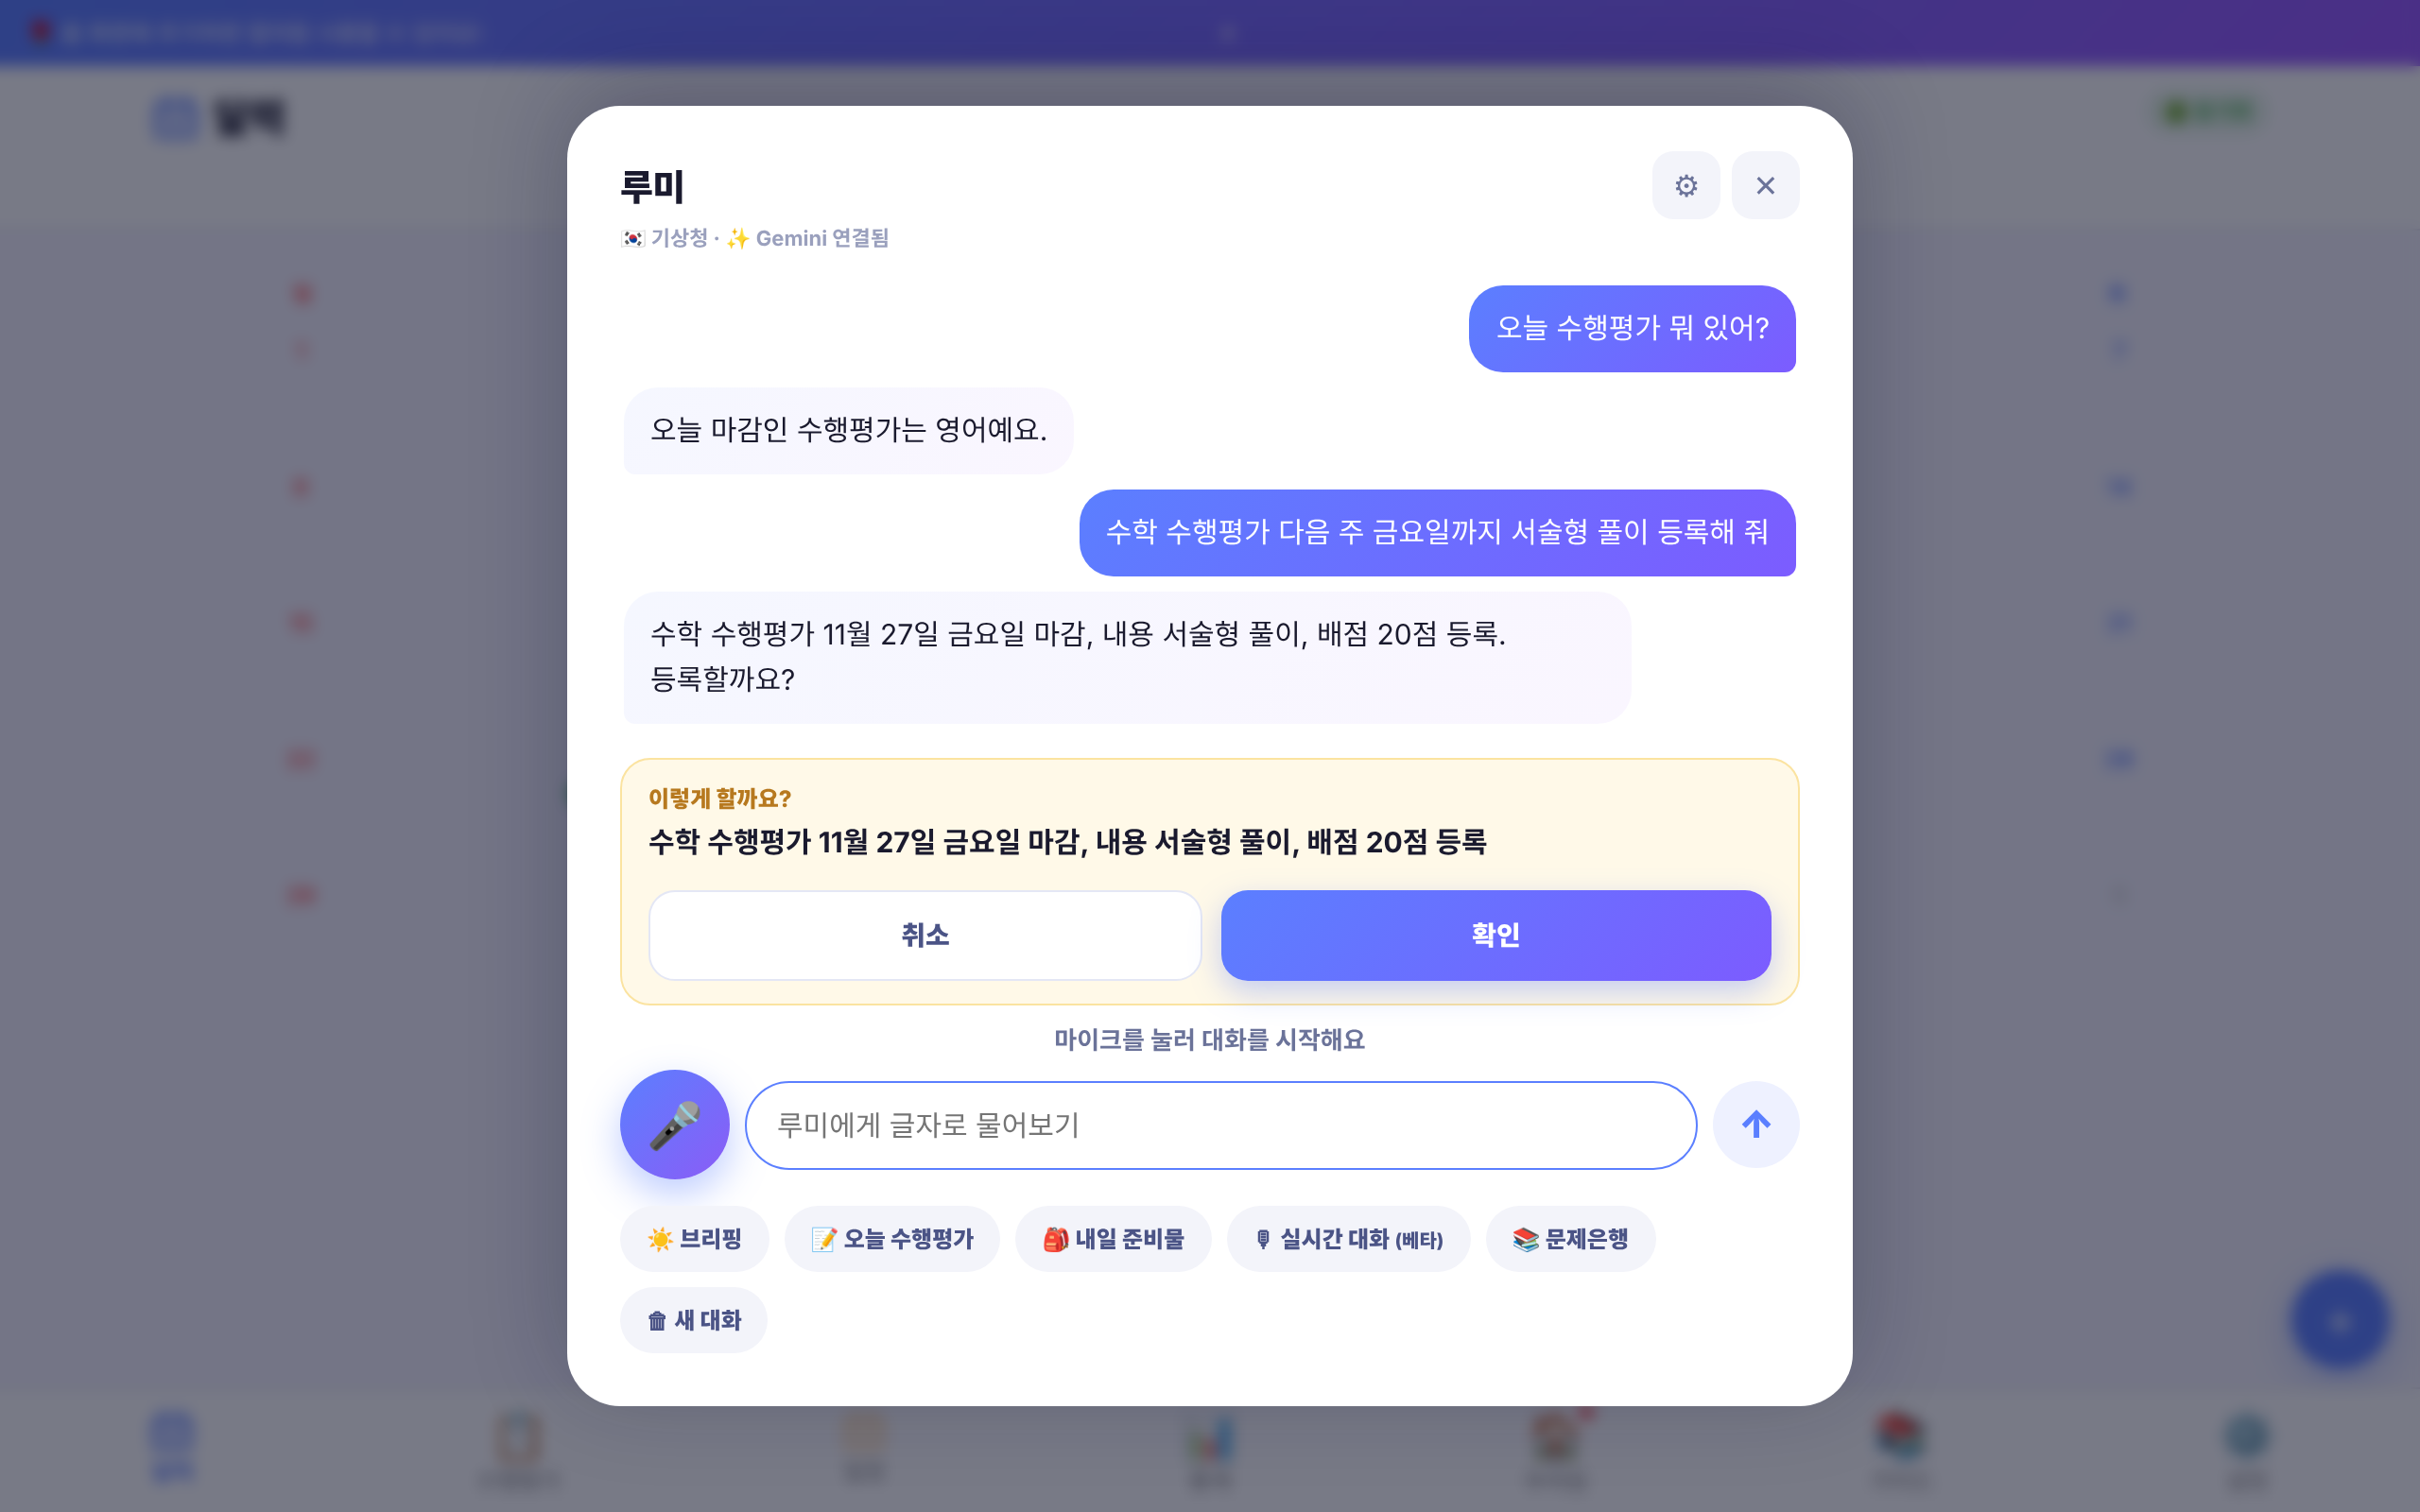 루미
🇰🇷 기상청 · ✨ Gemini 연결됨
오늘 수행평가 뭐 있어?
오늘 마감인 수행평가는 영어예요.
수학 수행평가 다음 주 금요일까지 서술형 풀이 등록해 줘
수학 수행평가 11월 27일 금요일 마감, 내용 서술형 풀이, 배점 20점 등록.
등록할까요?
이렇게 할까요?
수학 수행평가 11월 27일 금요일 마감, 내용 서술형 풀이, 배점 20점 등록
취소
확인
마이크를 눌러 대화를 시작해요
루미에게 글자로 물어보기
☀️ 브리핑
📝 오늘 수행평가
🎒 내일 준비물
🎙 실시간 대화 (베타)
📚 문제은행
🗑 새 대화